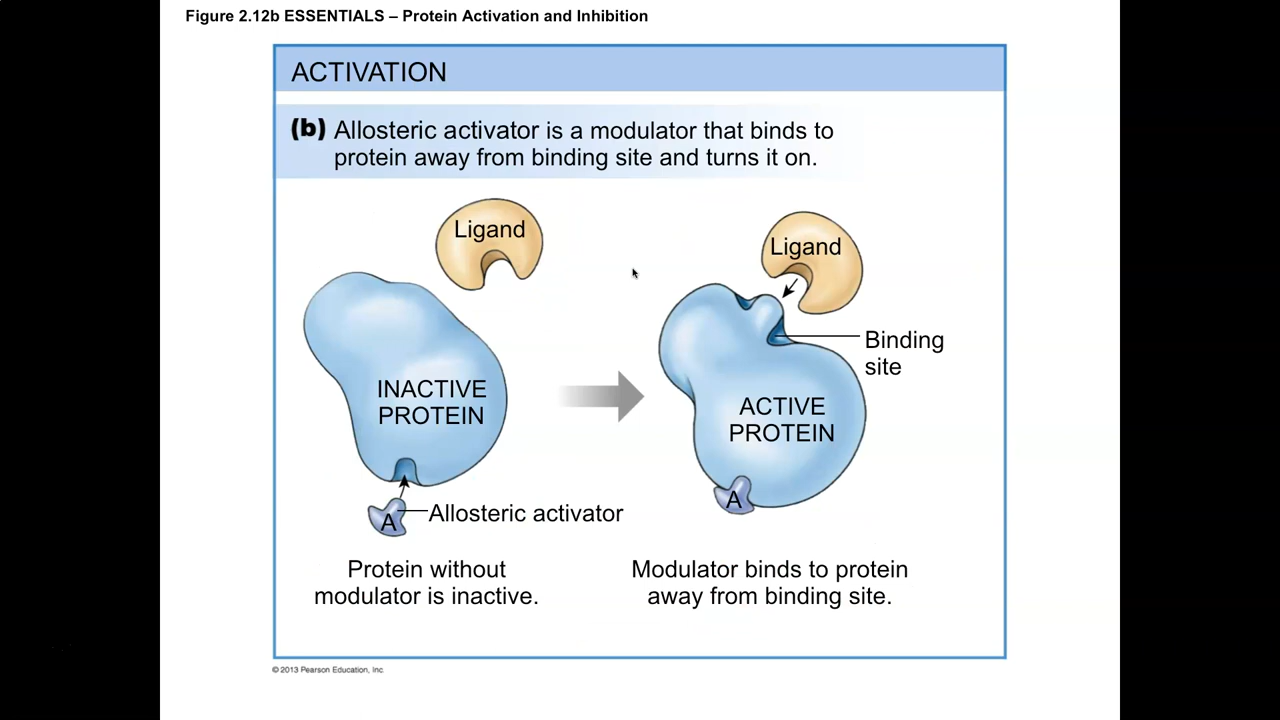 Figure 2.12b ESSENTIALS – Protein Activation and Inhibition
ACTIVATION
(b) Allosteric activator is a modulator that binds to
protein away from binding site and turns it on.
Ligand
Ligand
Binding
site
INACTIVE
PROTEIN
ACTIVE
PROTEIN
A
Allosteric activator
A
Protein without
modulator is inactive.
Modulator binds to protein
away from binding site.
© 2013 Pearson Education, Inc.